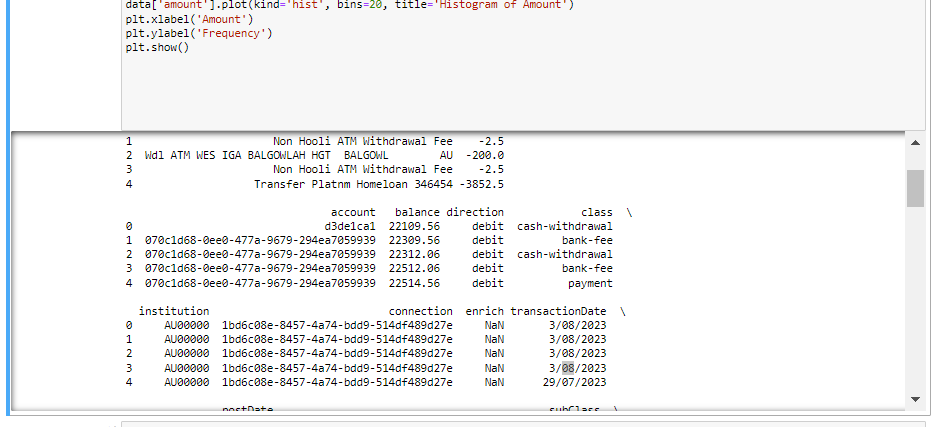 data['amount'].plot(kind='hist', bins=20, title='Histogram of Amount')
plt.xlabel('Amount')
plt.ylabel('Frequency')
plt.show()
1 Non Hooli ATM Withdrawal Fee -2.5
2 Wdl ATM WES IGA BALGOWLAH HGT BALGOWL AU -200.0
3 Non Hooli ATM Withdrawal Fee -2.5
4 Transfer Platnm Homeloan 346454 -3852.5
account balance direction class \
0 d3de1ca1 22109.56 debit cash-withdrawal
1 070c1d68-0ee0-477a-9679-294ea7059939 22309.56 debit bank-fee
2 070c1d68-0ee0-477a-9679-294ea7059939 22312.06 debit cash-withdrawal
3 070c1d68-0ee0-477a-9679-294ea7059939 22512.06 debit bank-fee
4 070c1d68-0ee0-477a-9679-294ea7059939 22514.56 debit payment
institution connection enrich transactionDate \
0 AU00000 1bd6c08e-8457-4a74-bdd9-514df489d27e NaN 3/08/2023
1 AU00000 1bd6c08e-8457-4a74-bdd9-514df489d27e NaN 3/08/2023
2 AU00000 1bd6c08e-8457-4a74-bdd9-514df489d27e NaN 3/08/2023
3 AU00000 1bd6c08e-8457-4a74-bdd9-514df489d27e NaN 3/08/2023
4 AU00000 1bd6c08e-8457-4a74-bdd9-514df489d27e NaN 29/07/2023
postDate subClass \